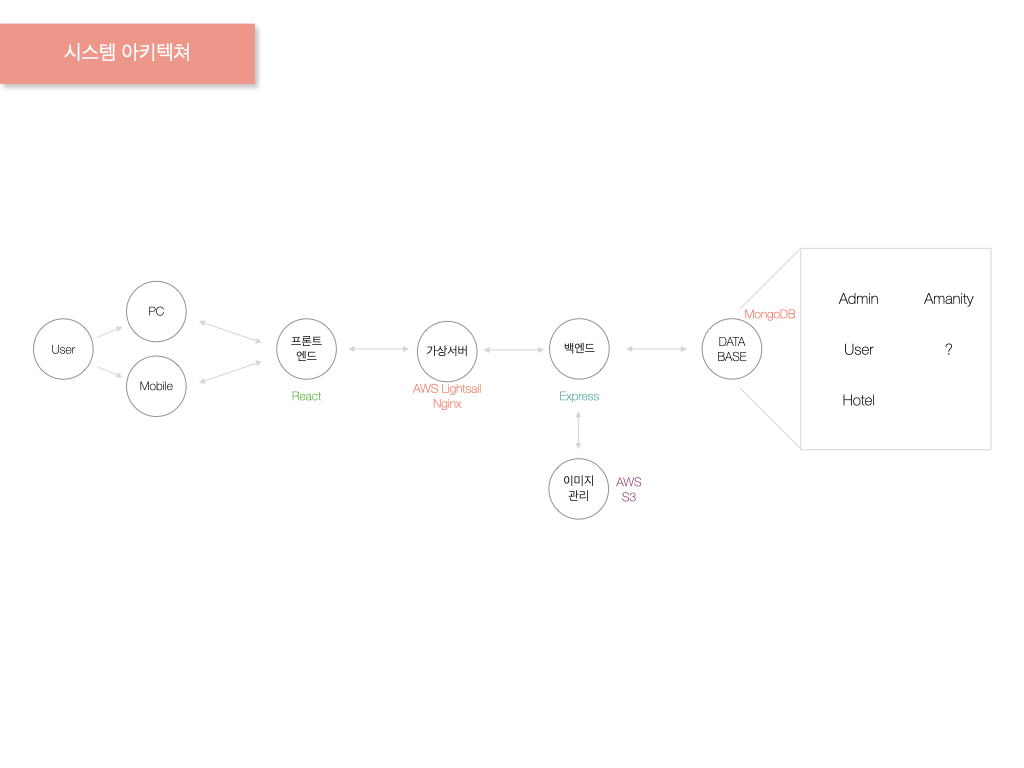 시스템 아키텍쳐
User
PC
Mobile
프론트
엔드
React
가상서버
AWS Lightsail
Nginx
백엔드
Express
이미지
관리
AWS
S3
DATA
BASE
MongoDB
Admin
Amanity
User
?
Hotel